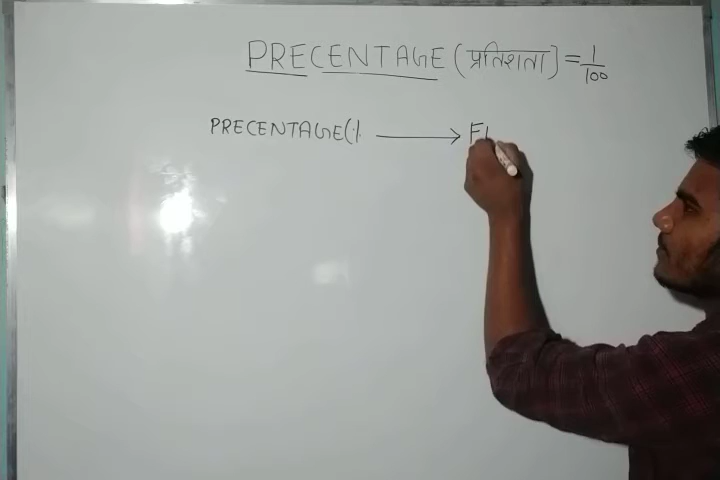 PRECENTAGE (प्रतिशता) = 1/100
PRECENTAGE(% → F